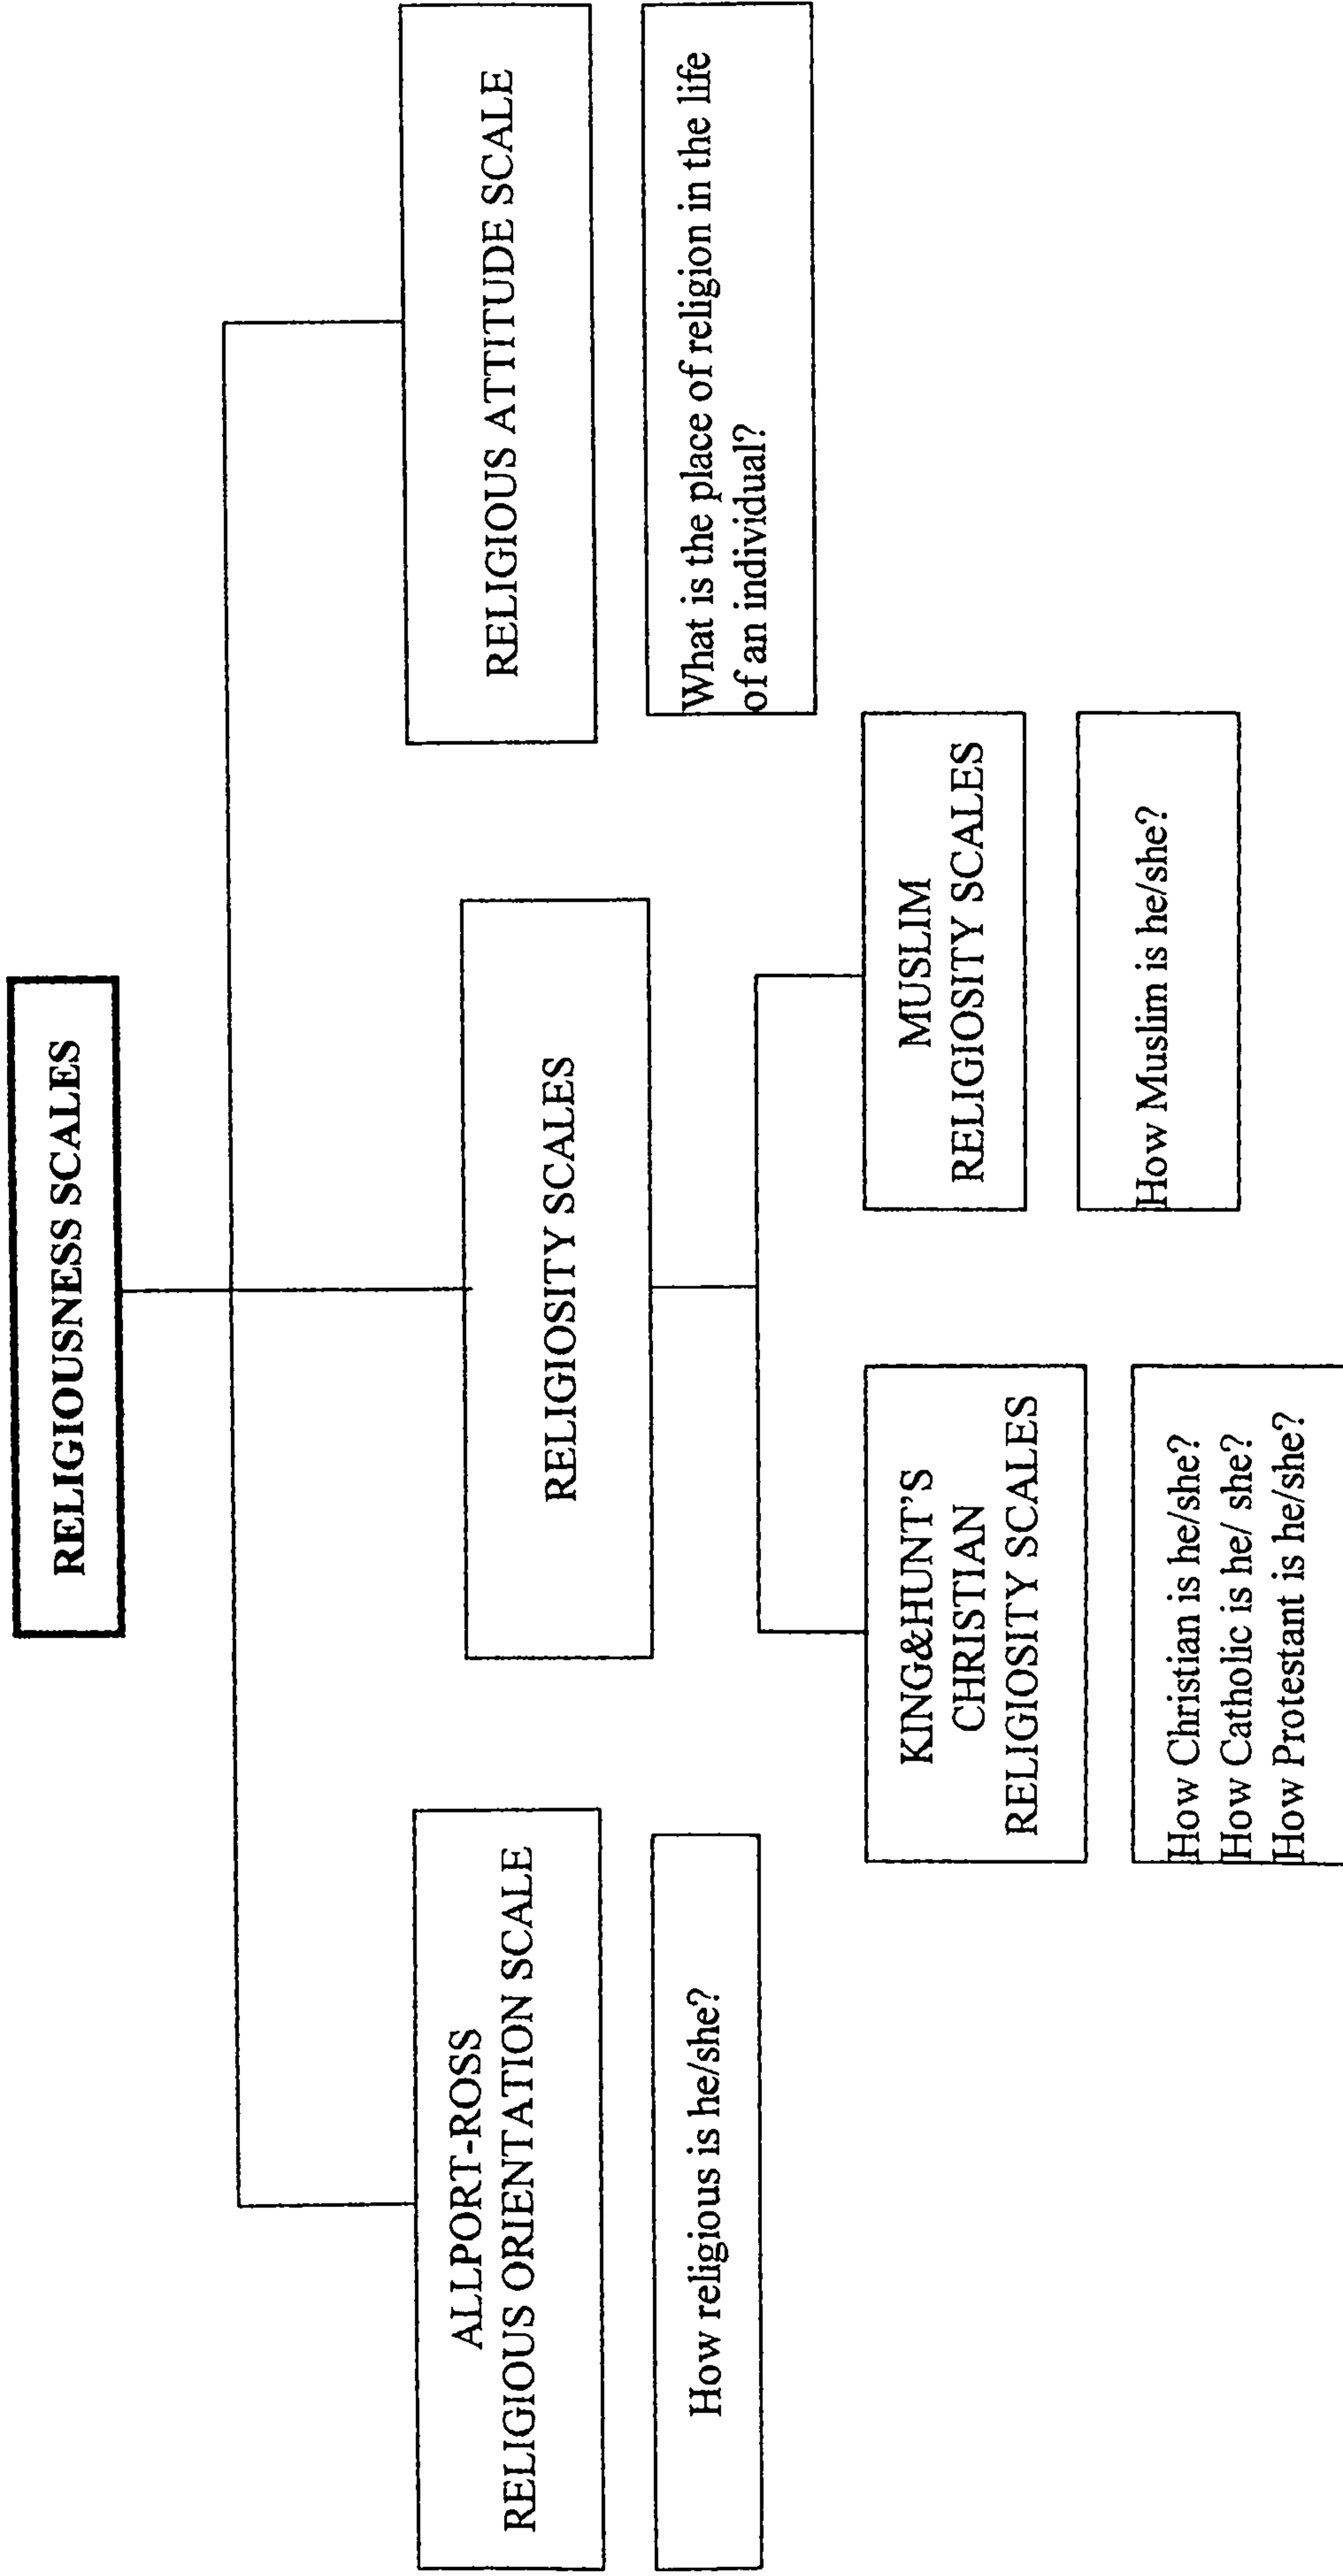 RELIGIOUSNESS SCALES
ALLPORT-ROSS
RELIGIOUS ORIENTATION SCALE
How religious is he/she?
RELIGIOSITY SCALES
KING&HUNT'S
CHRISTIAN
RELIGIOSITY SCALES
How Christian is he/she?
How Catholic is he/ she?
How Protestant is he/she?
MUSLIM
RELIGIOSITY SCALES
How Muslim is he/she?
RELIGIOUS ATTITUDE SCALE
What is the place of religion in the life
of an individual?